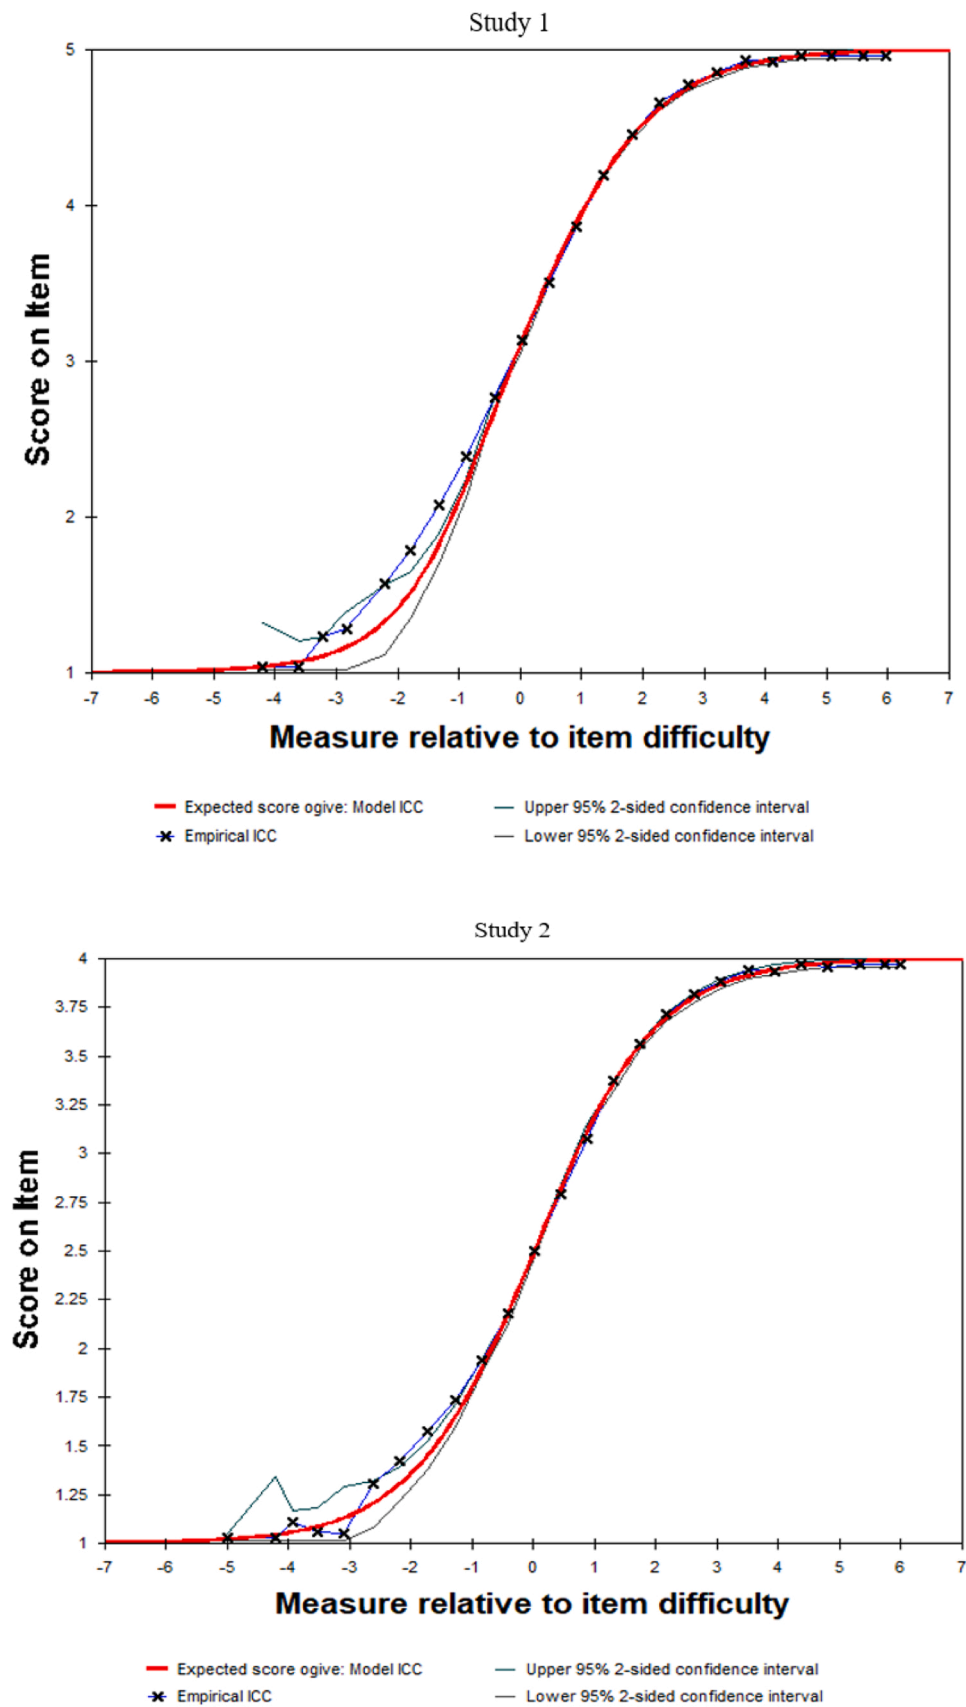 Study 1
5
4
3
2
1
Score on Item
-7 -6 -5 -4 -3 -2 -1 0 1 2 3 4 5 6 7
Measure relative to item difficulty
Expected score ogive: Model ICC
Upper 95% 2-sided confidence interval
Empirical ICC
Lower 95% 2-sided confidence interval
Study 2
4
3.75
3.5
3.25
3
2.75
2.5
2.25
2
1.75
1.5
1.25
1
Score on Item
-7 -6 -5 -4 -3 -2 -1 0 1 2 3 4 5 6 7
Measure relative to item difficulty
Expected score ogive: Model ICC
Upper 95% 2-sided confidence interval
Empirical ICC
Lower 95% 2-sided confidence interval